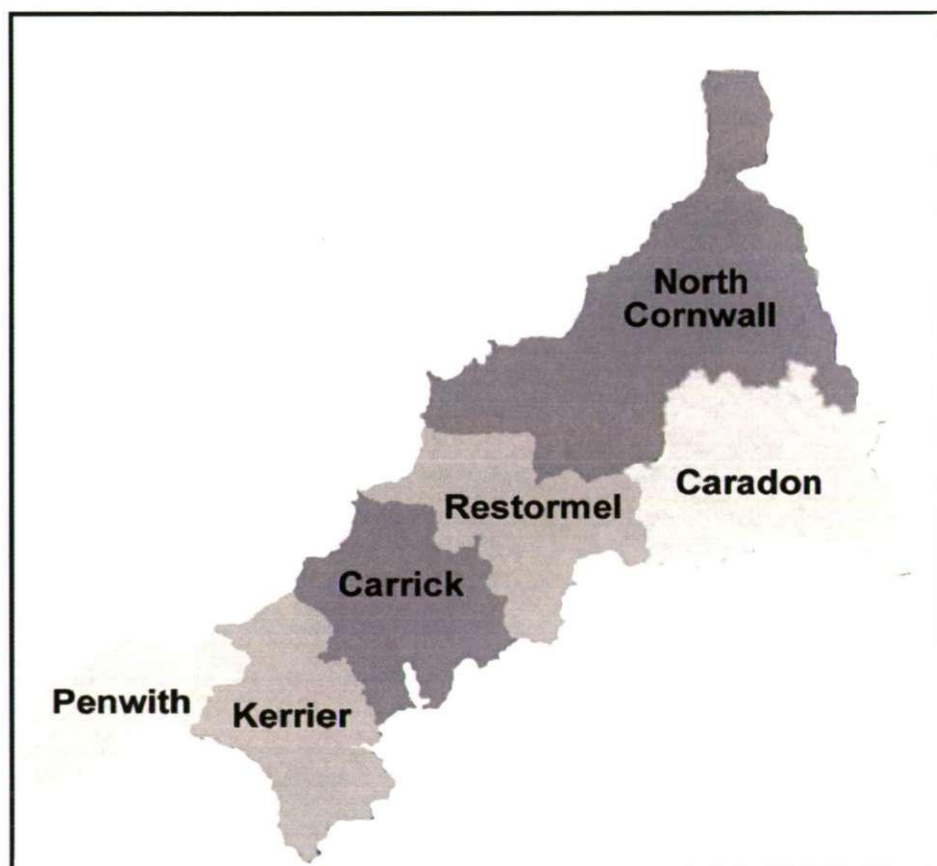 North
Cornwall
Caradon
Restormel
Carrick
Penwith
Kerrier